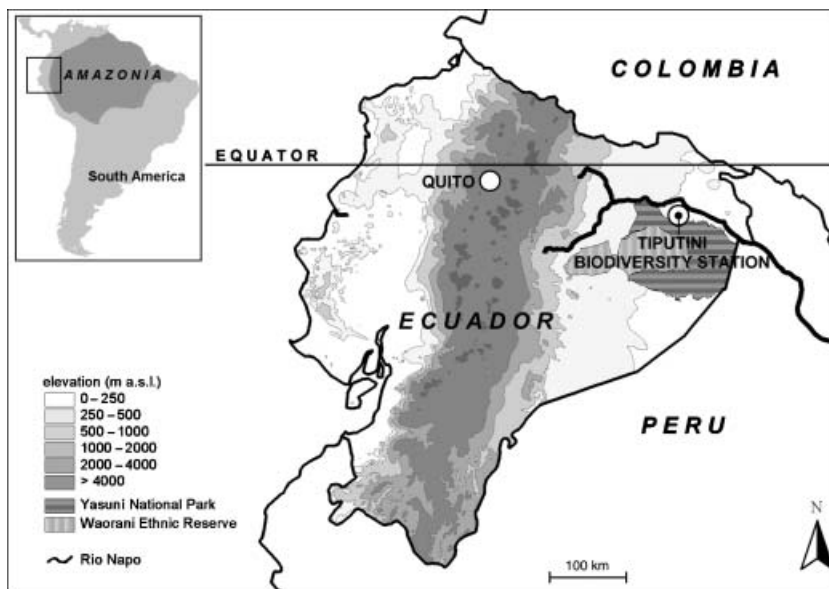 AMAZONIA
South America
COLOMBIA
EQUATOR
QUITO
TIPUTINI
BIODIVERSITY STATION
ECUADOR
PERU
elevation (m a.s.l.)
0–250
250–500
500–1000
1000–2000
2000–4000
> 4000
Yasuni National Park
Waorani Ethnic Reserve
Rio Napo
100 km
N